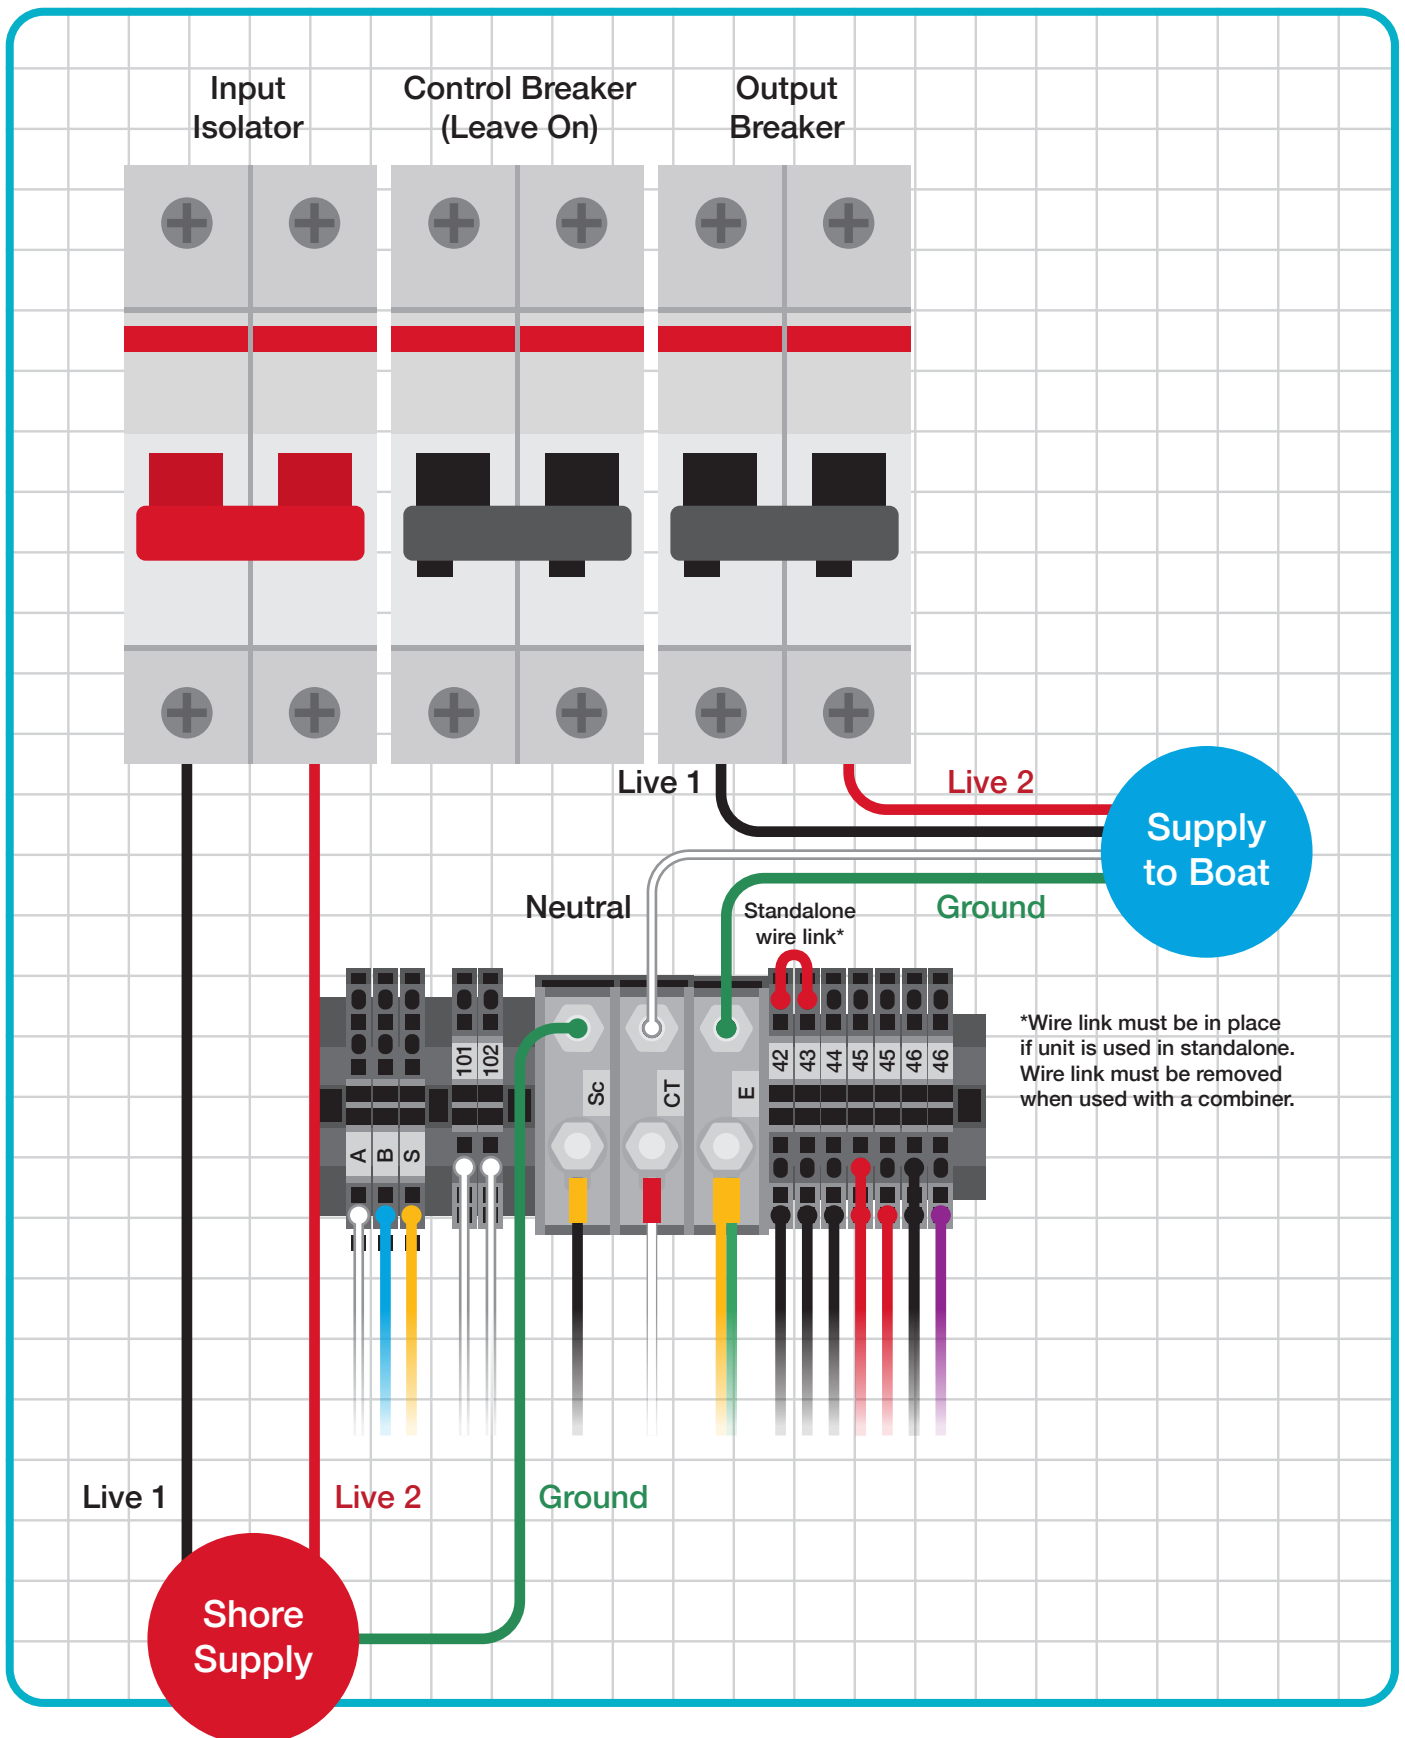 Input
Isolator
Control Breaker
(Leave On)
Output
Breaker
Live 1
Live 2
Supply
to Boat
Neutral
Standalone
wire link*
Ground
*Wire link must be in place
if unit is used in standalone.
Wire link must be removed
when used with a combiner.
101
102
Sc
CT
E
42
43
44
45
45
46
46
A
B
S
Live 1
Live 2
Ground
Shore
Supply